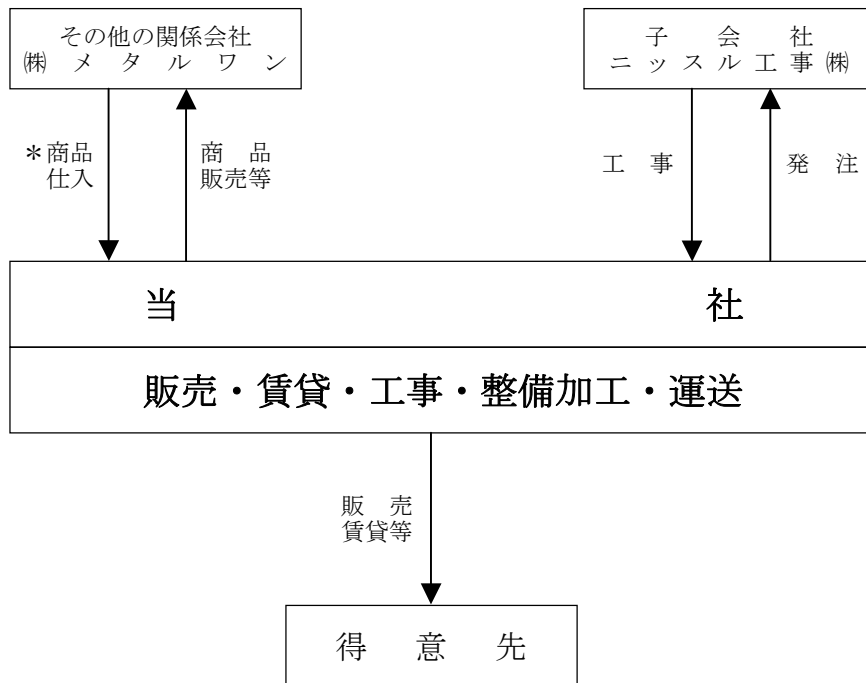 その他の関係会社
㈱メタルワン
子会社
ニッスル工事㈱
＊商品
仕入
商品
販売等
工事
発注
当社
販売・賃貸・工事・整備加工・運送
販売
賃貸等
得意先